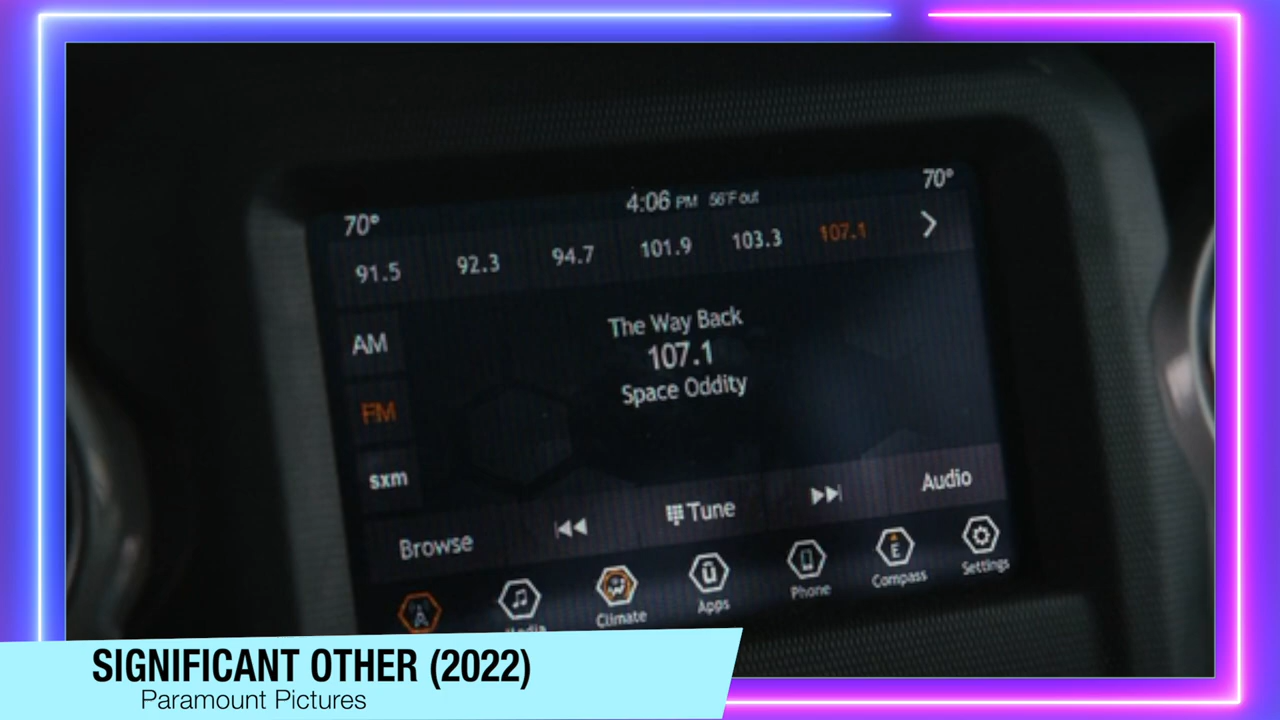 70°
4:06 PM 56°F out
70°
91.5 92.3 94.7 101.9 103.3 107.1
AM
FM
sxm
The Way Back
107.1
Space Oddity
Browse
Tune
Audio
Climate
Apps
Phone
E
Compass
Settings
SIGNIFICANT OTHER (2022)
Paramount Pictures